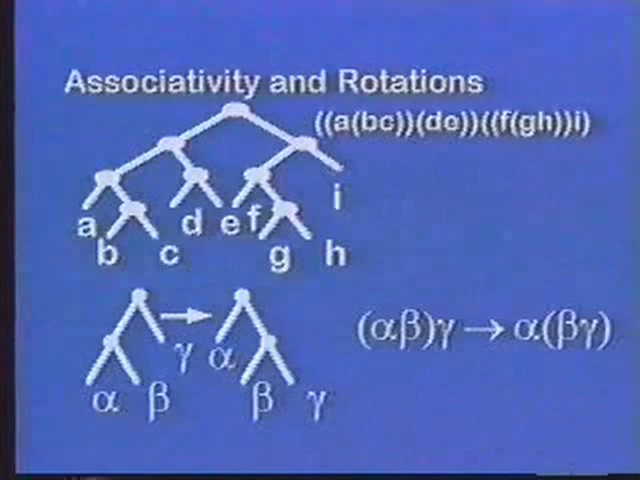 Associativity and Rotations
((a(bc))(de))((f(gh))i)
i
a d e f
b c g h
γ α (αβ)γ → α(βγ)
α β β γ